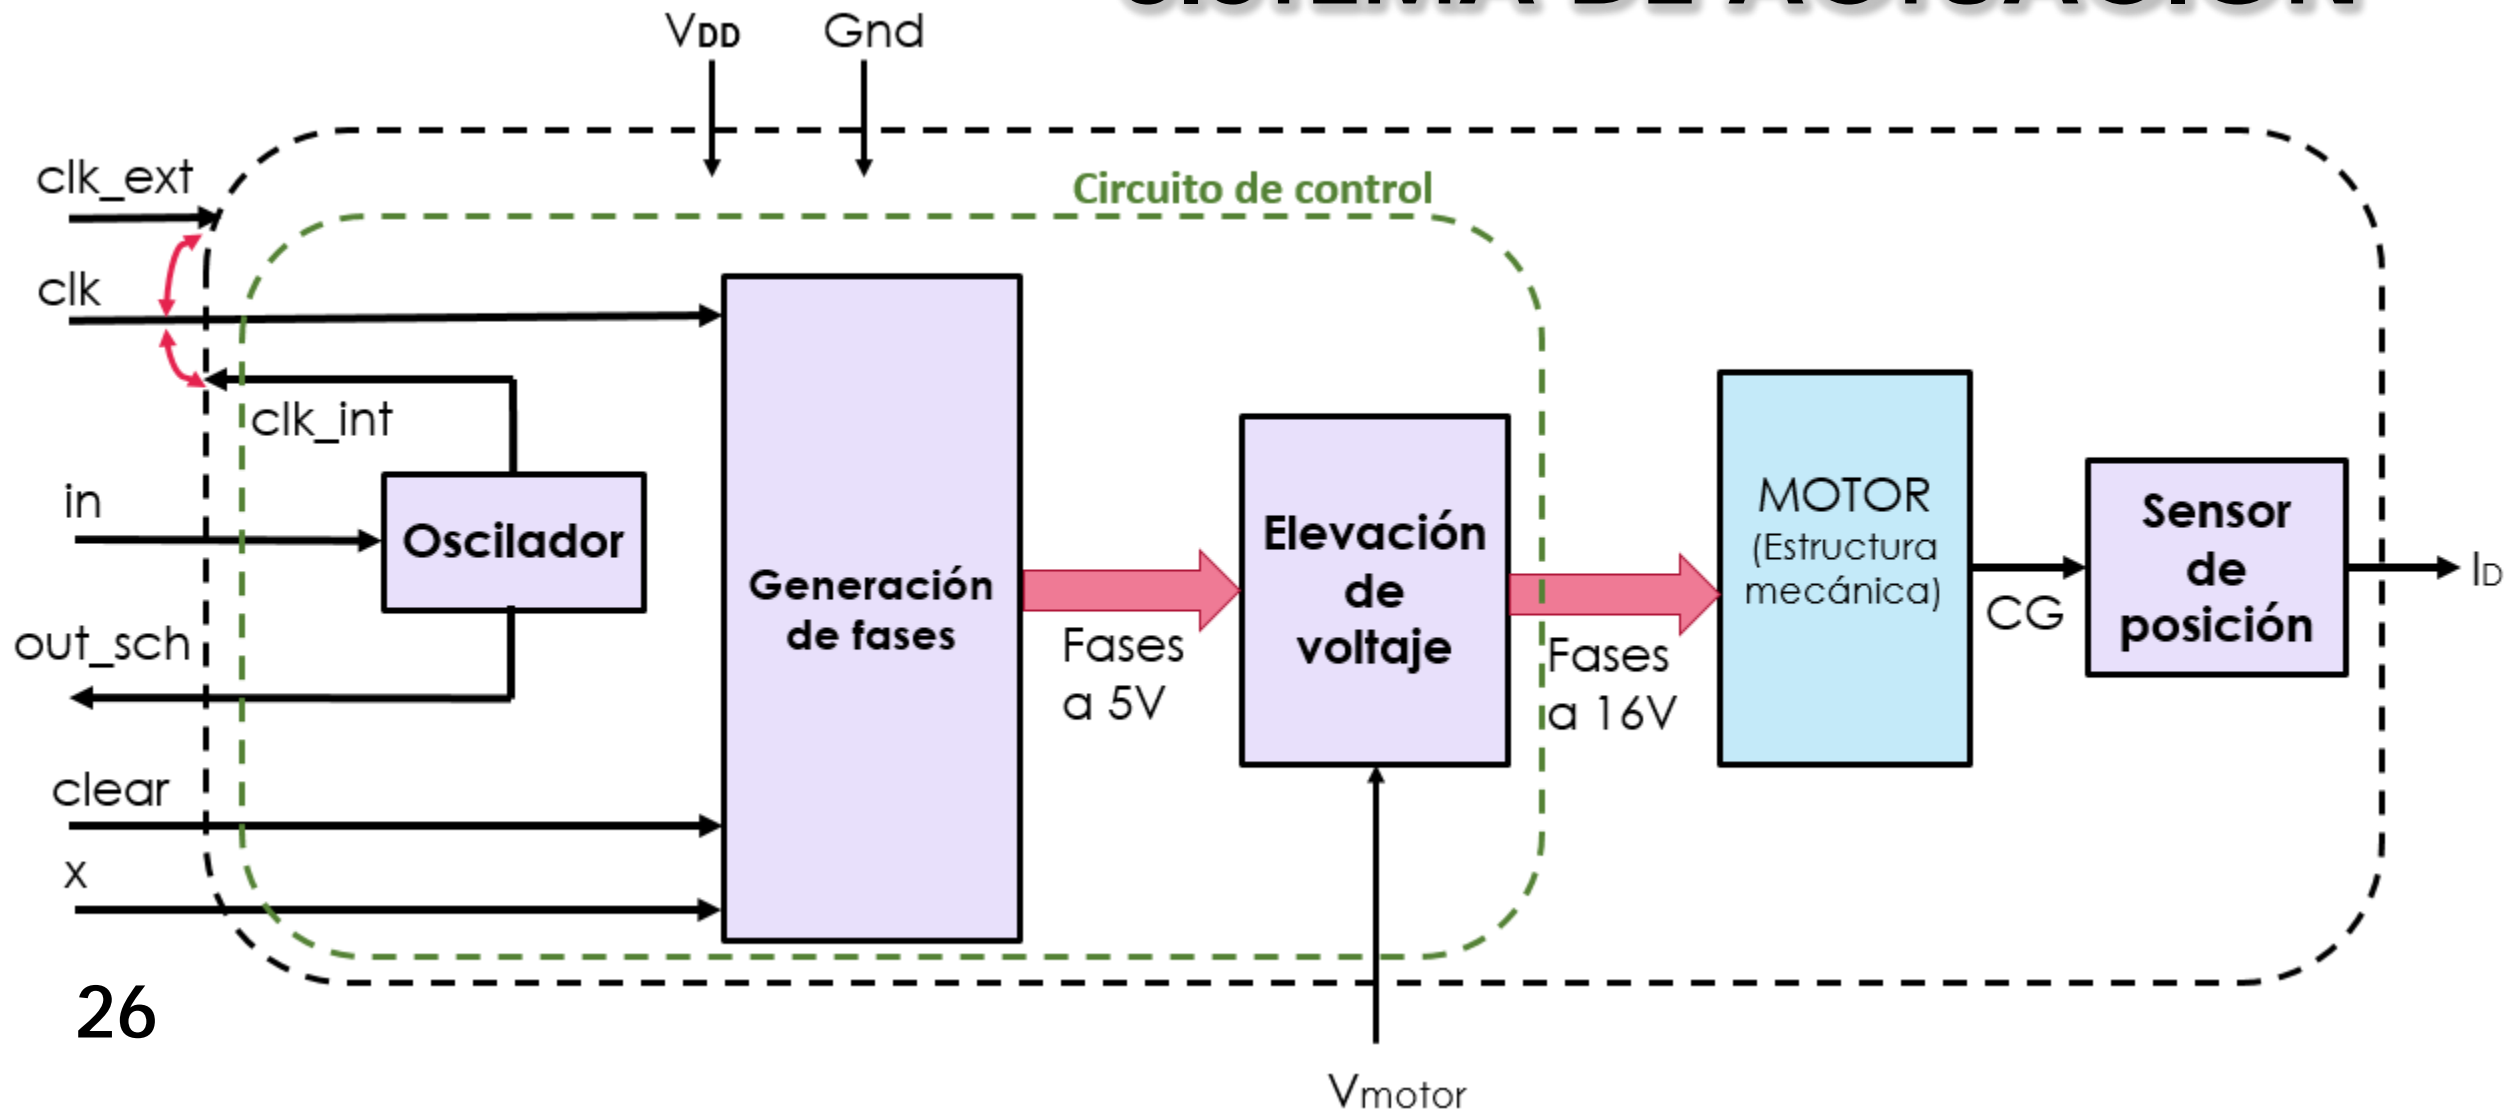 VDD
Gnd
clk_ext
Circuito de control
clk
clk_int
in
Oscilador
out_sch
clear
x
Generación
de fases
Fases
a 5V
Elevación
de
voltaje
Fases
a 16V
MOTOR
(Estructura
mecánica)
CG
Sensor
de
posición
ID
26
Vmotor